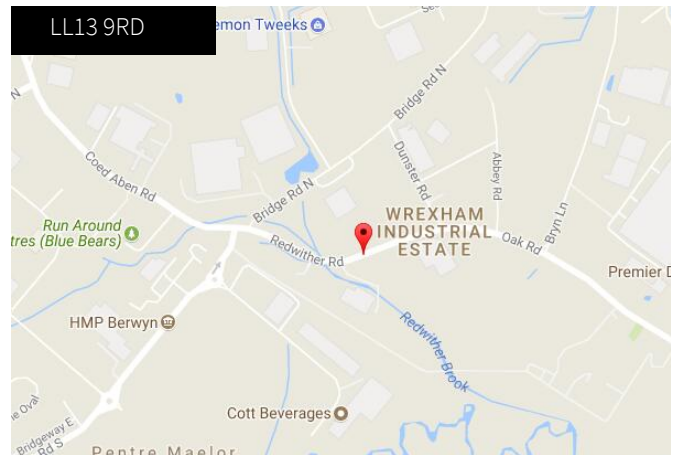 LL13 9RD
emon Tweeks
Bridge Rd N
Coed Aben Rd
Dunster Rd
Abbey Rd
Bryn Ln
Bridge Rd N
WREXHAM
INDUSTRIAL
ESTATE
Run Around
tres (Blue Bears)
Redwither Rd
Oak Rd
Premier D
HMP Berwyn
Redwither Brook
Cott Beverages
e Oval
Bridgeway E
Rd S
Pentre Maelor